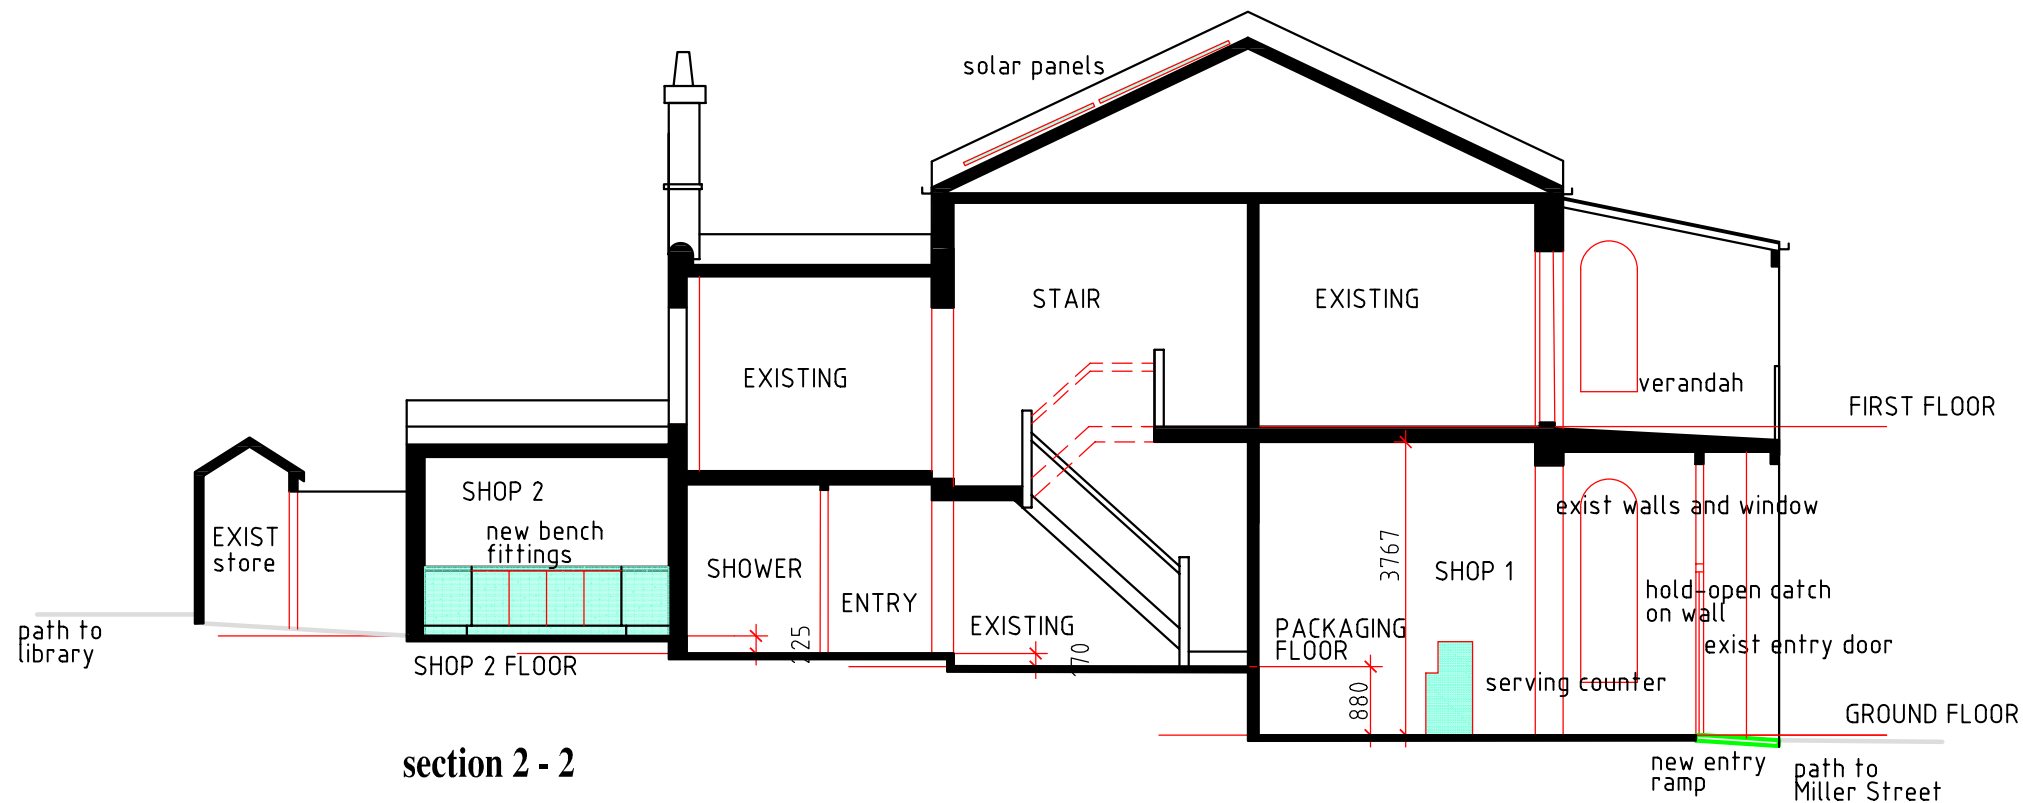 solar panels
STAIR
EXISTING
EXISTING
verandah
FIRST FLOOR
SHOP 2
new bench
fittings
exist walls and window
EXIST
store
SHOWER
ENTRY
EXISTING
3767
SHOP 1
hold-open catch
on wall
path to
library
SHOP 2 FLOOR
PACKAGING
FLOOR
exist entry door
serving counter
880
GROUND FLOOR
section 2 - 2
new entry
ramp
path to
Miller Street